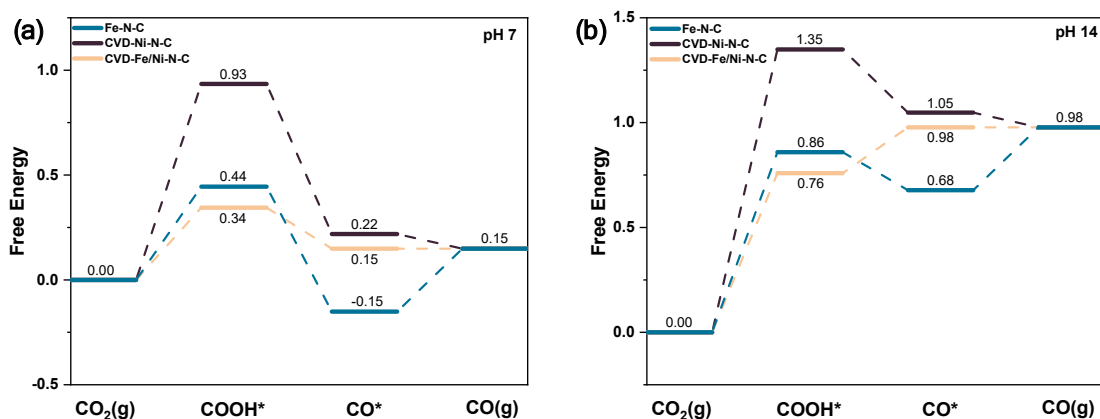 (a)
Fe-N-C
CVD-Ni-N-C
CVD-Fe/Ni-N-C
pH 7
Free Energy
1.0
0.5
0.0
-0.5
0.00
0.93
0.44
0.34
0.22
0.15
-0.15
0.15
CO₂(g) COOH* CO* CO(g)
(b)
Fe-N-C
CVD-Ni-N-C
CVD-Fe/Ni-N-C
pH 14
Free Energy
1.5
1.0
0.5
0.0
0.00
1.35
0.86
0.76
1.05
0.98
0.68
0.98
CO₂(g) COOH* CO* CO(g)